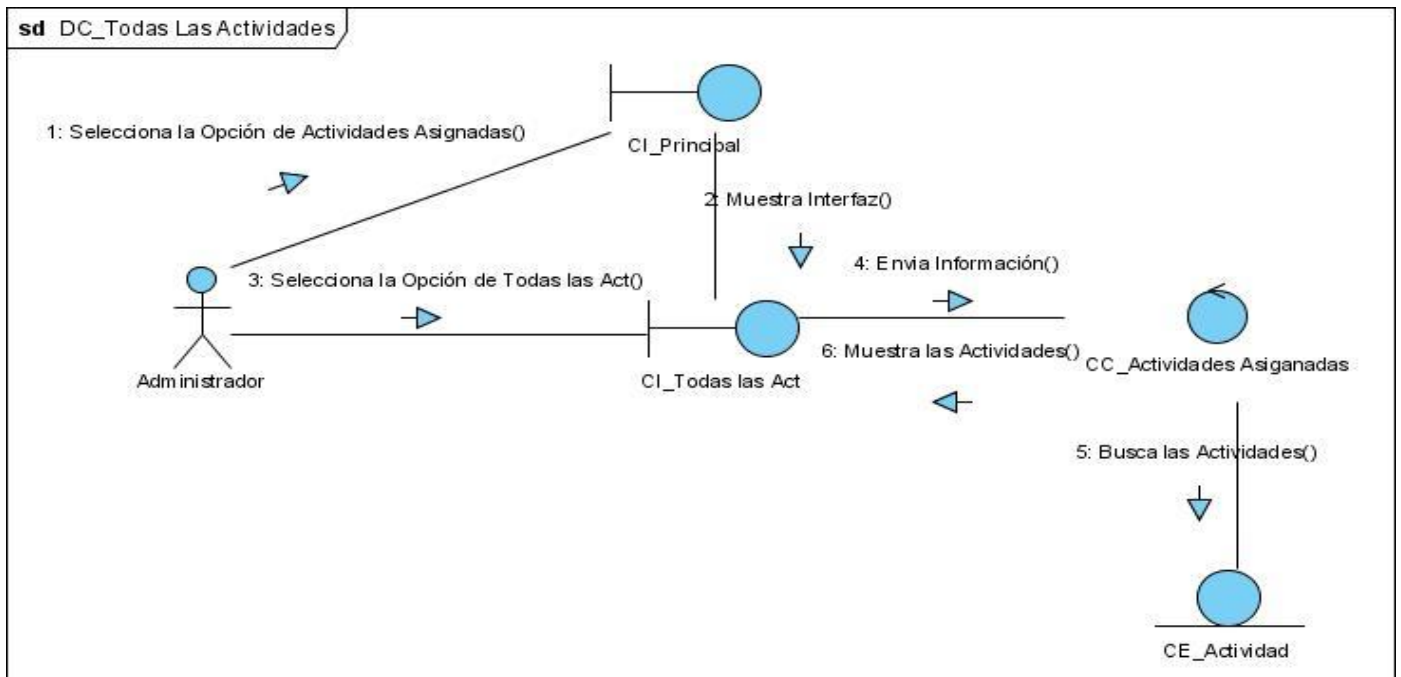 sd DC_Todas Las Actividades
1: Selecciona la Opción de Actividades Asignadas()
CI_Principal
2: Muestra Interfaz()
4: Envia Información()
3: Selecciona la Opción de Todas las Act()
6: Muestra las Actividades()
CC_Actividades Asiganadas
Administrador
CI_Todas las Act
5: Busca las Actividades()
CE_Actividad